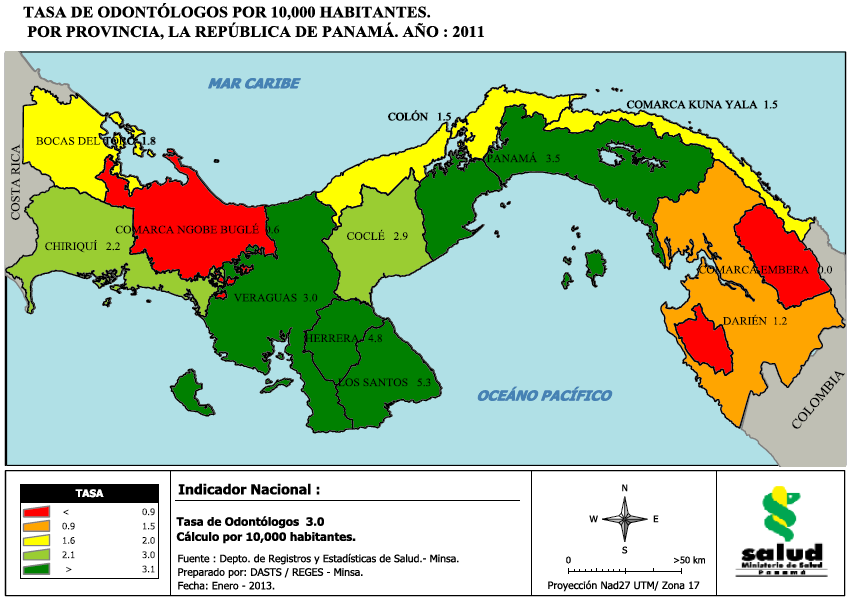 TASA DE ODONTÓLOGOS POR 10,000 HABITANTES.
POR PROVINCIA, LA REPÚBLICA DE PANAMÁ. AÑO : 2011
MAR CARIBE
COMARCA KUNA YALA 1.5
COLÓN 1.5
BOCAS DEL TORO 1.8
PANAMÁ 3.5
COSTA RICA
COMARCA NGOBE BUGLÉ 0.6
COCLÉ 2.9
CHIRIQUÍ 2.2
COMARCA EMBERA 0.0
VERAGUAS 3.0
DARIÉN 1.2
HERRERA 4.8
LOS SANTOS 5.3
OCEÁNO PACÍFICO
COLOMBIA
TASA
< 0.9
0.9 1.5
1.6 2.0
2.1 3.0
> 3.1
Indicador Nacional :
Tasa de Odontólogos 3.0
Cálculo por 10,000 habitantes.
Fuente : Depto. de Registros y Estadísticas de Salud.- Minsa.
Preparado por: DASTS / REGES - Minsa.
Fecha: Enero - 2013.
N
W E
S
0 >50 km
Proyección Nad27 UTM/ Zona 17
salud
Ministerio de Salud
Panamá